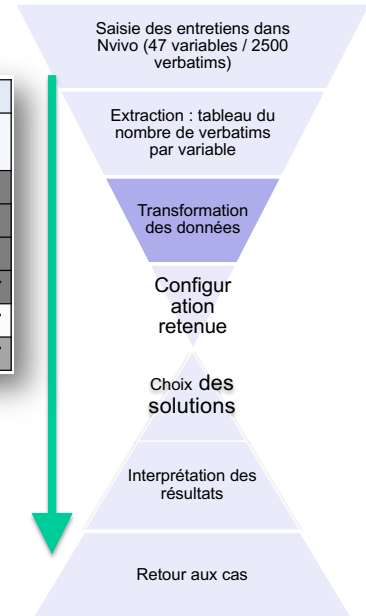 Saisie des entretiens dans
Nvivo (47 variables / 2500
verbatims)
Extraction : tableau du
nombre de verbatims
par variable
Transformation
des données
Configur
ation
retenue
Choix des
solutions
Interprétation des
résultats
Retour aux cas